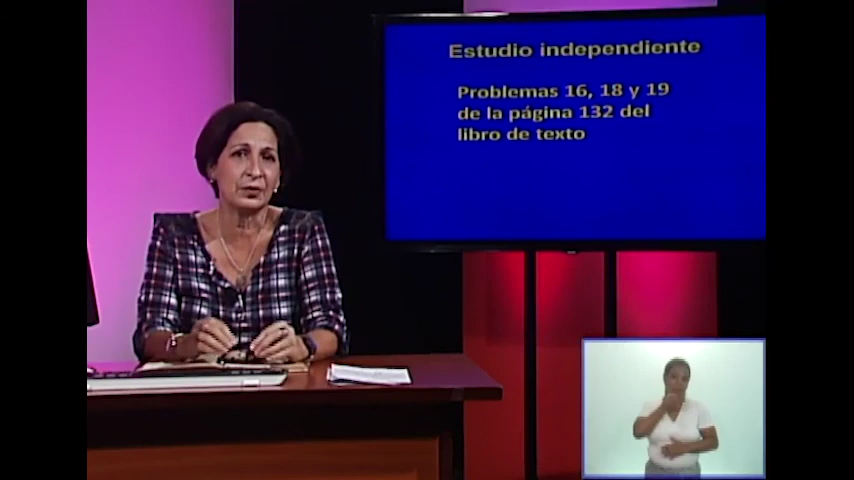 Estudio independiente
Problemas 16, 18 y 19
de la página 132 del
libro de texto